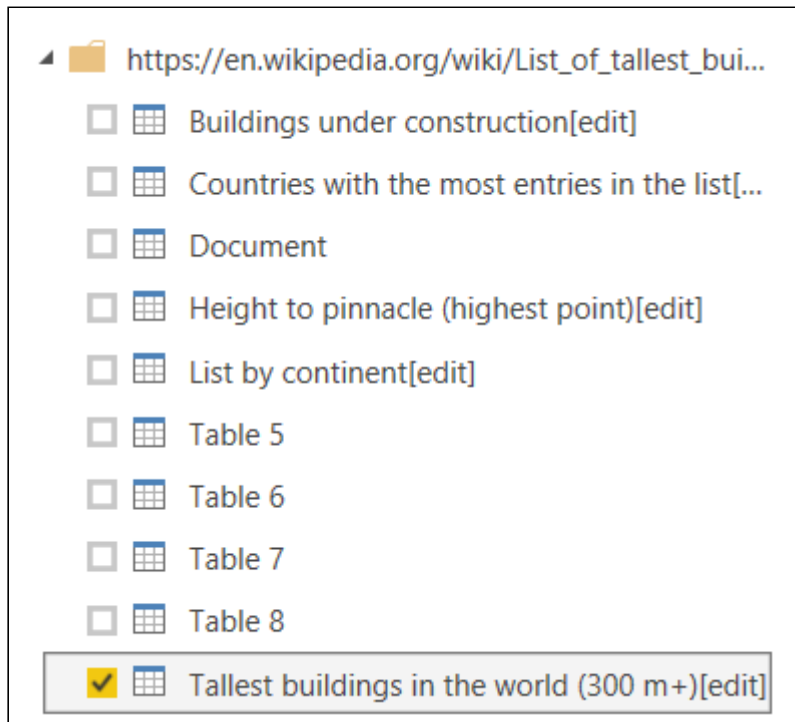 https://en.wikipedia.org/wiki/List_of_tallest_bui...
Buildings under construction[edit]
Countries with the most entries in the list[...
Document
Height to pinnacle (highest point)[edit]
List by continent[edit]
Table 5
Table 6
Table 7
Table 8
Tallest buildings in the world (300 m+)[edit]